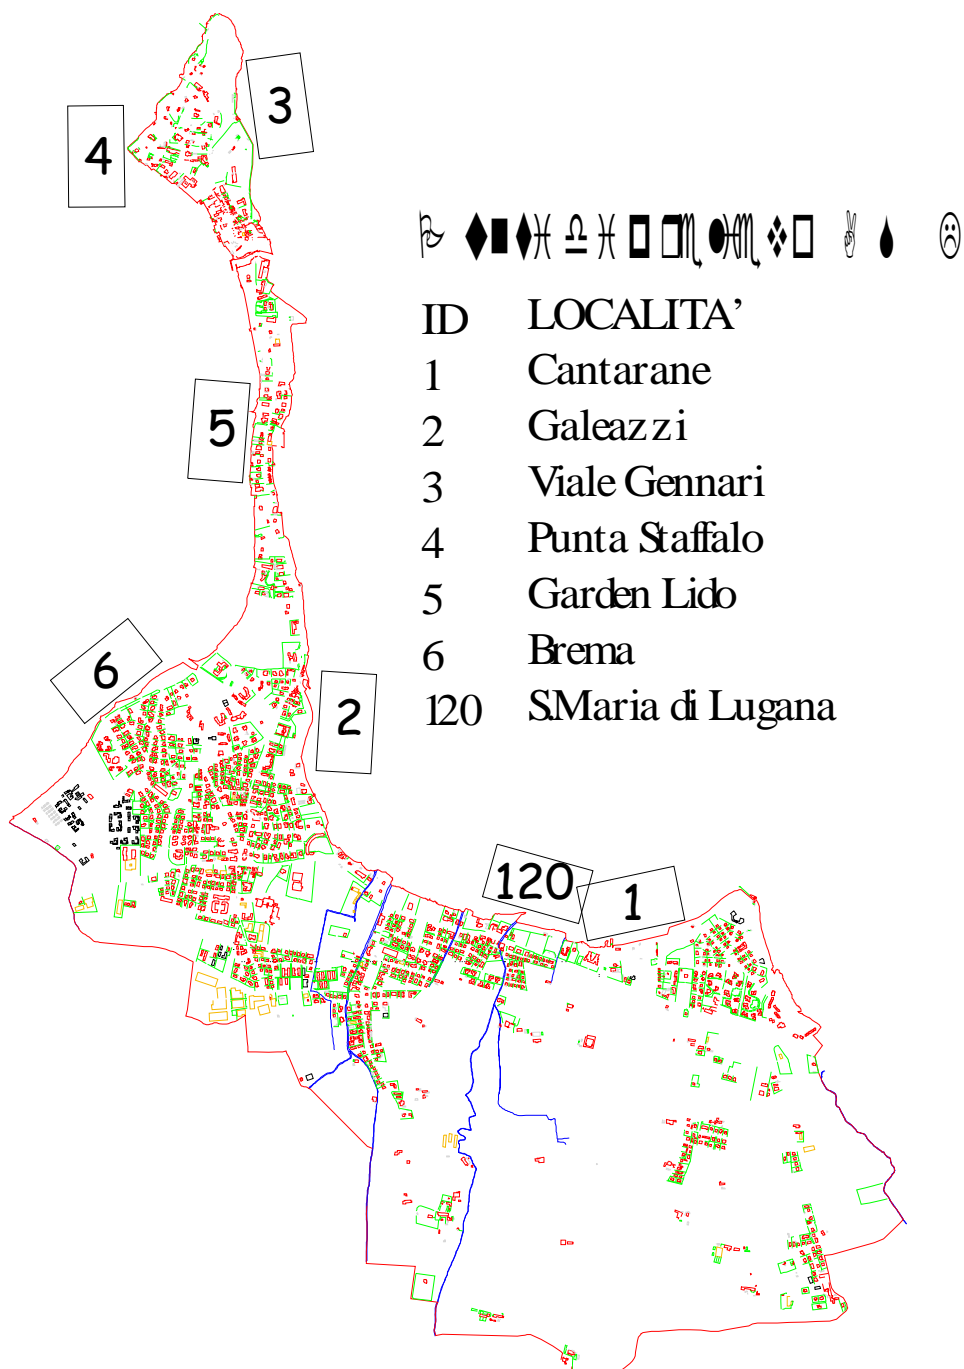 3
4
ID LOCALITA’
1 Cantarane
2 Galeazzi
3 Viale Gennari
4 Punta Staffalo
5 Garden Lido
6 Brema
120 S.Maria di Lugana
5
6
2
120
1